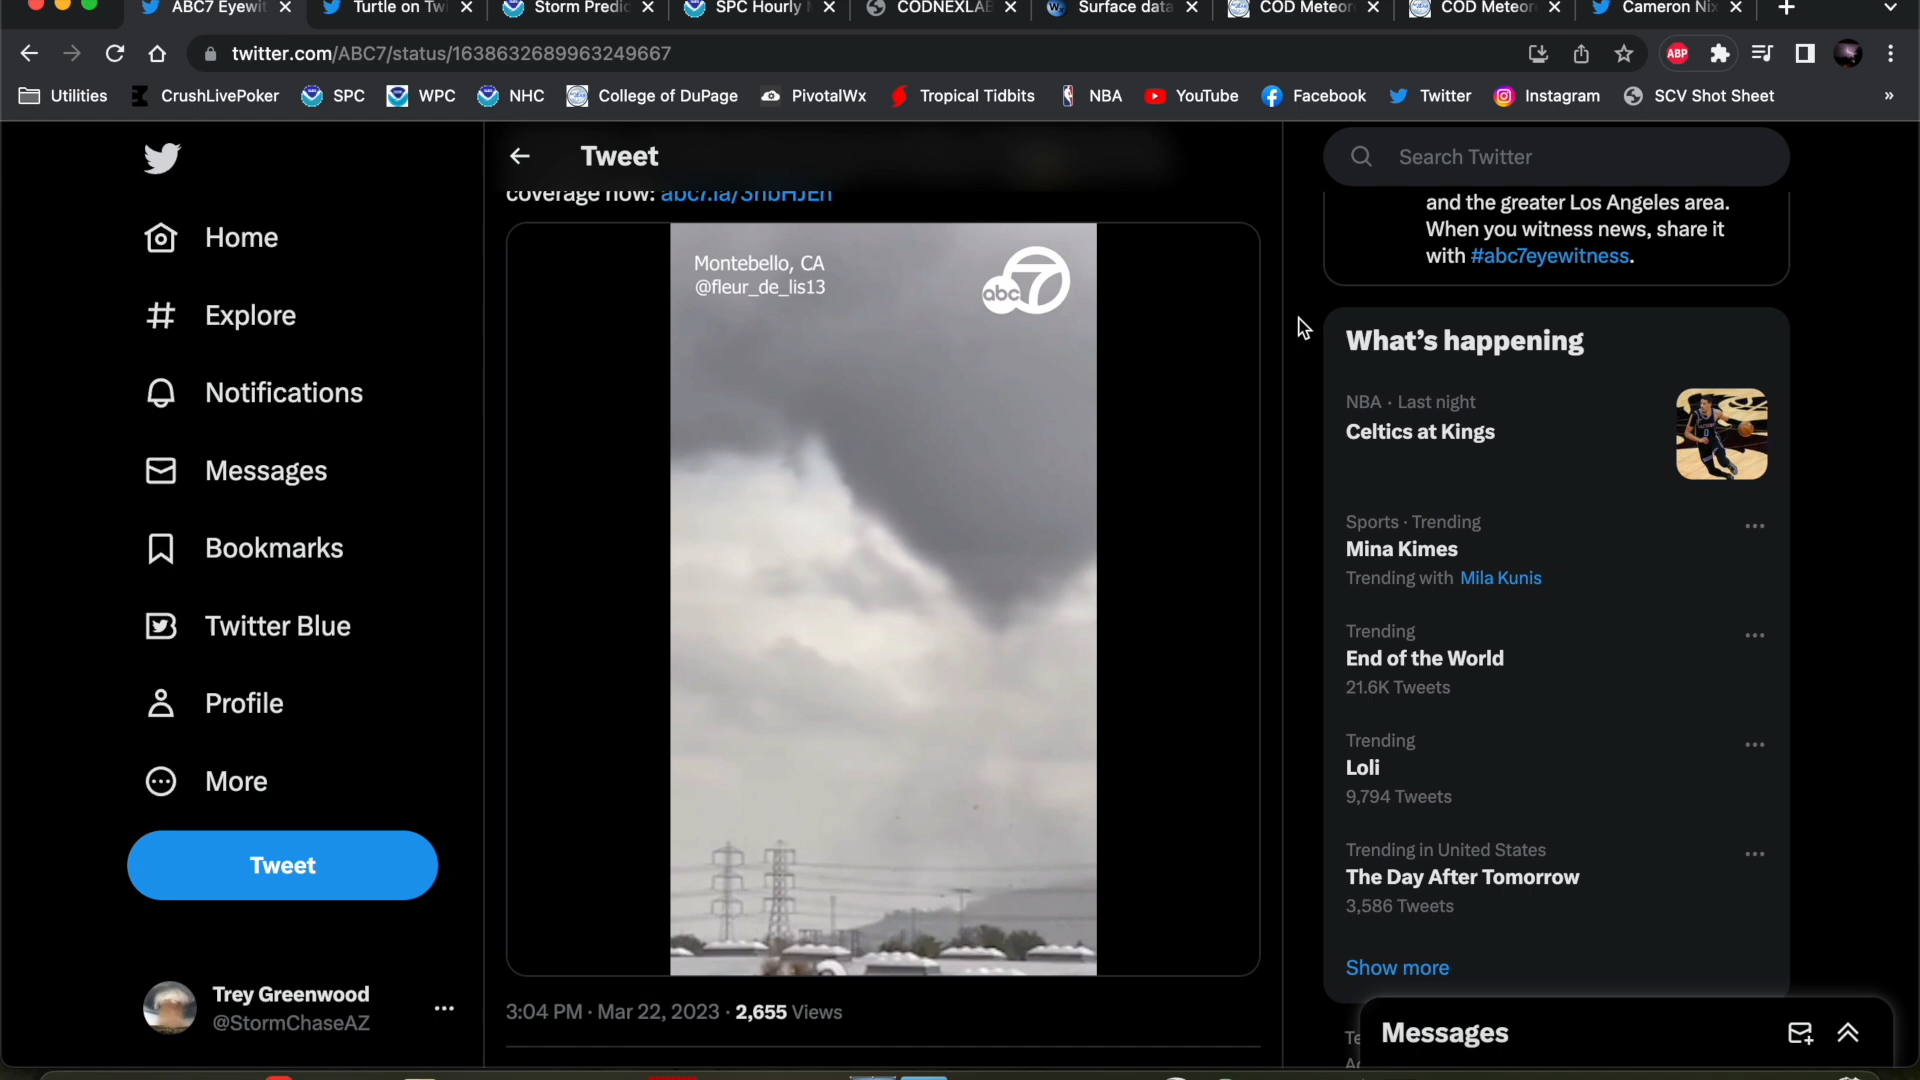 ABC7 Eyewit
Turtle on Tw
Storm Predic
SPC Hourly
CODNEXLAB
Surface data
COD Meteor
COD Meteor
Cameron Nix
twitter.com/ABC7/status/1638632689963249667
ABP
Utilities
CrushLivePoker
SPC
WPC
NHC
College of DuPage
PivotalWx
Tropical Tidbits
NBA
YouTube
Facebook
Twitter
Instagram
SCV Shot Sheet
»
Home
Explore
Notifications
Messages
Bookmarks
Twitter Blue
Profile
More
Tweet
Trey Greenwood
@StormChaseAZ
Tweet
coverage now:
Montebello, CA
@fleur_de_lis13
abc7
3:04 PM · Mar 22, 2023 · 2,655 Views
Search Twitter
and the greater Los Angeles area.
When you witness news, share it
with #abc7eyewitness.
What's happening
NBA · Last night
Celtics at Kings
Sports · Trending
Mina Kimes
Trending with Mila Kunis
Trending
End of the World
21.6K Tweets
Trending
Loli
9,794 Tweets
Trending in United States
The Day After Tomorrow
3,586 Tweets
Show more
Messages